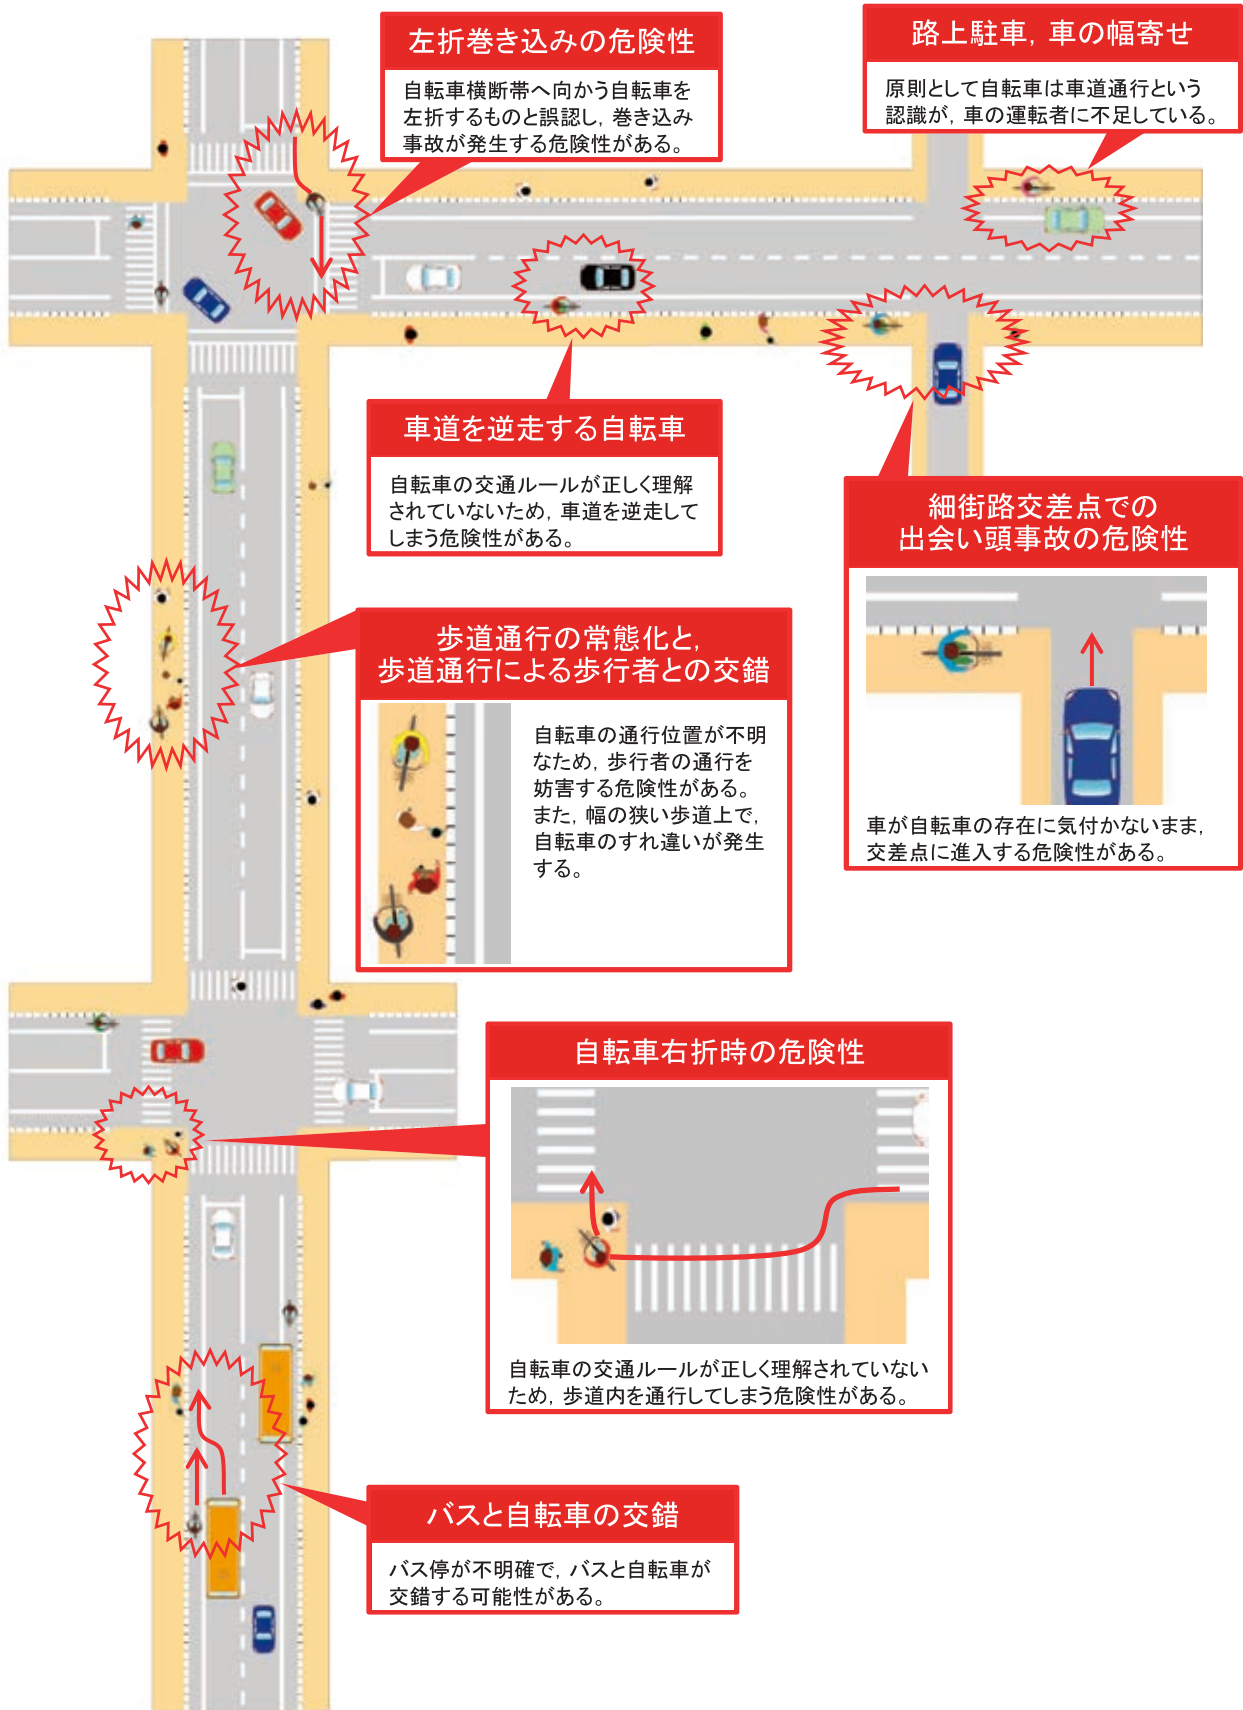 左折巻き込みの危険性
自転車横断帯へ向かう自転車を
左折するものと誤認し，巻き込み
事故が発生する危険性がある。
路上駐車，車の幅寄せ
原則として自転車は車道通行という
認識が，車の運転者に不足している。
車道を逆走する自転車
自転車の交通ルールが正しく理解
されていないため，車道を逆走して
しまう危険性がある。
細街路交差点での
出会い頭事故の危険性
車が自転車の存在に気付かないまま，
交差点に進入する危険性がある。
歩道通行の常態化と，
歩道通行による歩行者との交錯
自転車の通行位置が不明
なため，歩行者の通行を
妨害する危険性がある。
また，幅の狭い歩道上で，
自転車のすれ違いが発生
する。
自転車右折時の危険性
自転車の交通ルールが正しく理解されていない
ため，歩道内を通行してしまう危険性がある。
バスと自転車の交錯
バス停が不明確で，バスと自転車が
交錯する可能性がある。